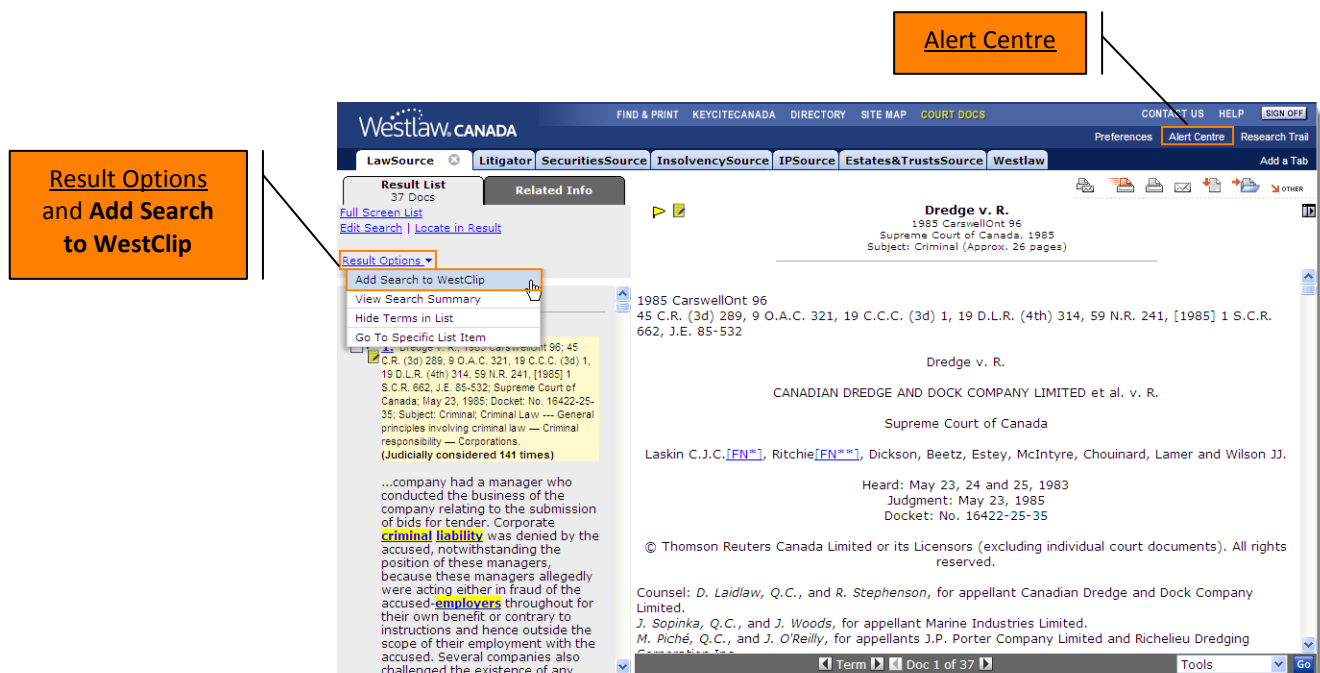 Alert Centre
Result Options
and Add Search
to WestClip
Westlaw. CANADA
FIND & PRINT KEYCITECANADA DIRECTORY SITE MAP COURT DOCS
CONTACT US HELP SIGN OFF
Preferences Alert Centre Research Trail
LawSource Litigator SecuritiesSource InsolvencySource IPSource Estates&TrustsSource Westlaw Add a Tab
Result List
37 Docs
Related Info
Full Screen List
Edit Search | Locate in Result
Result Options
Add Search to WestClip
View Search Summary
Hide Terms in List
Go To Specific List Item
1. Dredge v. R., 1985 CarswellOnt 96; 45
C.R. (3d) 289, 9 O.A.C. 321, 19 C.C.C. (3d) 1,
19 D.L.R. (4th) 314, 59 N.R. 241, [1985] 1
S.C.R. 662, J.E. 85-532; Supreme Court of
Canada; May 23, 1985; Docket: No. 16422-25-
35; Subject: Criminal; Criminal Law --- General
principles involving criminal law — Criminal
responsibility — Corporations.
(Judicially considered 141 times)
...company had a manager who
conducted the business of the
company relating to the submission
of bids for tender. Corporate
criminal liability was denied by the
accused, notwithstanding the
position of these managers,
because these managers allegedly
were acting either in fraud of the
accused-employers throughout for
their own benefit or contrary to
instructions and hence outside the
scope of their employment with the
accused. Several companies also
challenged the existence of any
OTHER
Dredge v. R.
1985 CarswellOnt 96
Supreme Court of Canada, 1985
Subject: Criminal (Approx. 26 pages)
1985 CarswellOnt 96
45 C.R. (3d) 289, 9 O.A.C. 321, 19 C.C.C. (3d) 1, 19 D.L.R. (4th) 314, 59 N.R. 241, [1985] 1 S.C.R.
662, J.E. 85-532
Dredge v. R.
CANADIAN DREDGE AND DOCK COMPANY LIMITED et al. v. R.
Supreme Court of Canada
Laskin C.J.C.[FN*], Ritchie[FN**], Dickson, Beetz, Estey, McIntyre, Chouinard, Lamer and Wilson JJ.
Heard: May 23, 24 and 25, 1983
Judgment: May 23, 1985
Docket: No. 16422-25-35
© Thomson Reuters Canada Limited or its Licensors (excluding individual court documents). All rights
reserved.
Counsel: D. Laidlaw, Q.C., and R. Stephenson, for appellant Canadian Dredge and Dock Company
Limited.
J. Sopinka, Q.C., and J. Woods, for appellant Marine Industries Limited.
M. Piché, Q.C., and J. O'Reilly, for appellants J.P. Porter Company Limited and Richelieu Dredging
Term Doc 1 of 37 Tools Go